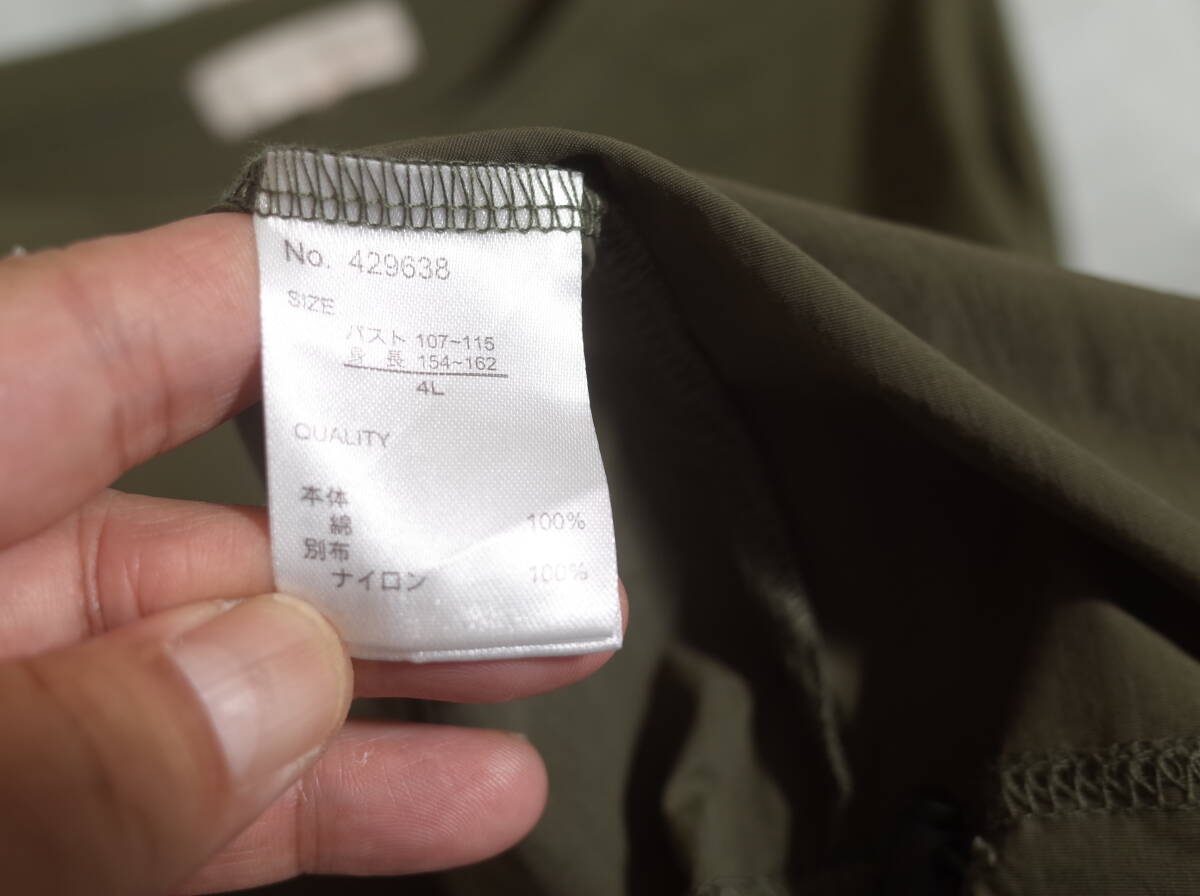 No. 429638
SIZE
バスト 107~115
身 長 154~162
4L
QUALITY
本体
綿 100%
別布
ナイロン 100%